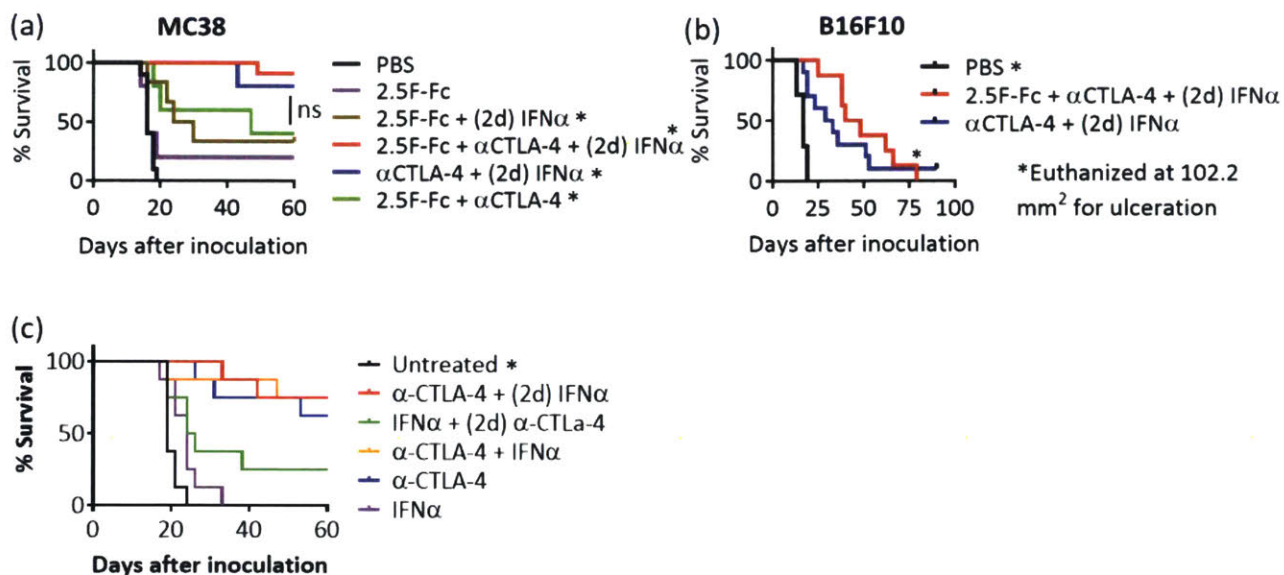 (a)
MC38
% Survival
100
50
0
0
20
40
60
Days after inoculation
ns
PBS
2.5F-Fc
2.5F-Fc + (2d) IFNα *
2.5F-Fc + αCTLA-4 + (2d) IFNα *
αCTLA-4 + (2d) IFNα *
2.5F-Fc + αCTLA-4 *
(b)
B16F10
% Survival
100
50
0
0
25
50
75
100
Days after inoculation
*
PBS *
2.5F-Fc + αCTLA-4 + (2d) IFNα
αCTLA-4 + (2d) IFNα
*Euthanized at 102.2
mm² for ulceration
(c)
% Survival
100
50
0
0
20
40
60
Days after inoculation
Untreated *
α-CTLA-4 + (2d) IFNα
IFNα + (2d) α-CTLa-4
α-CTLA-4 + IFNα
α-CTLA-4
IFNα